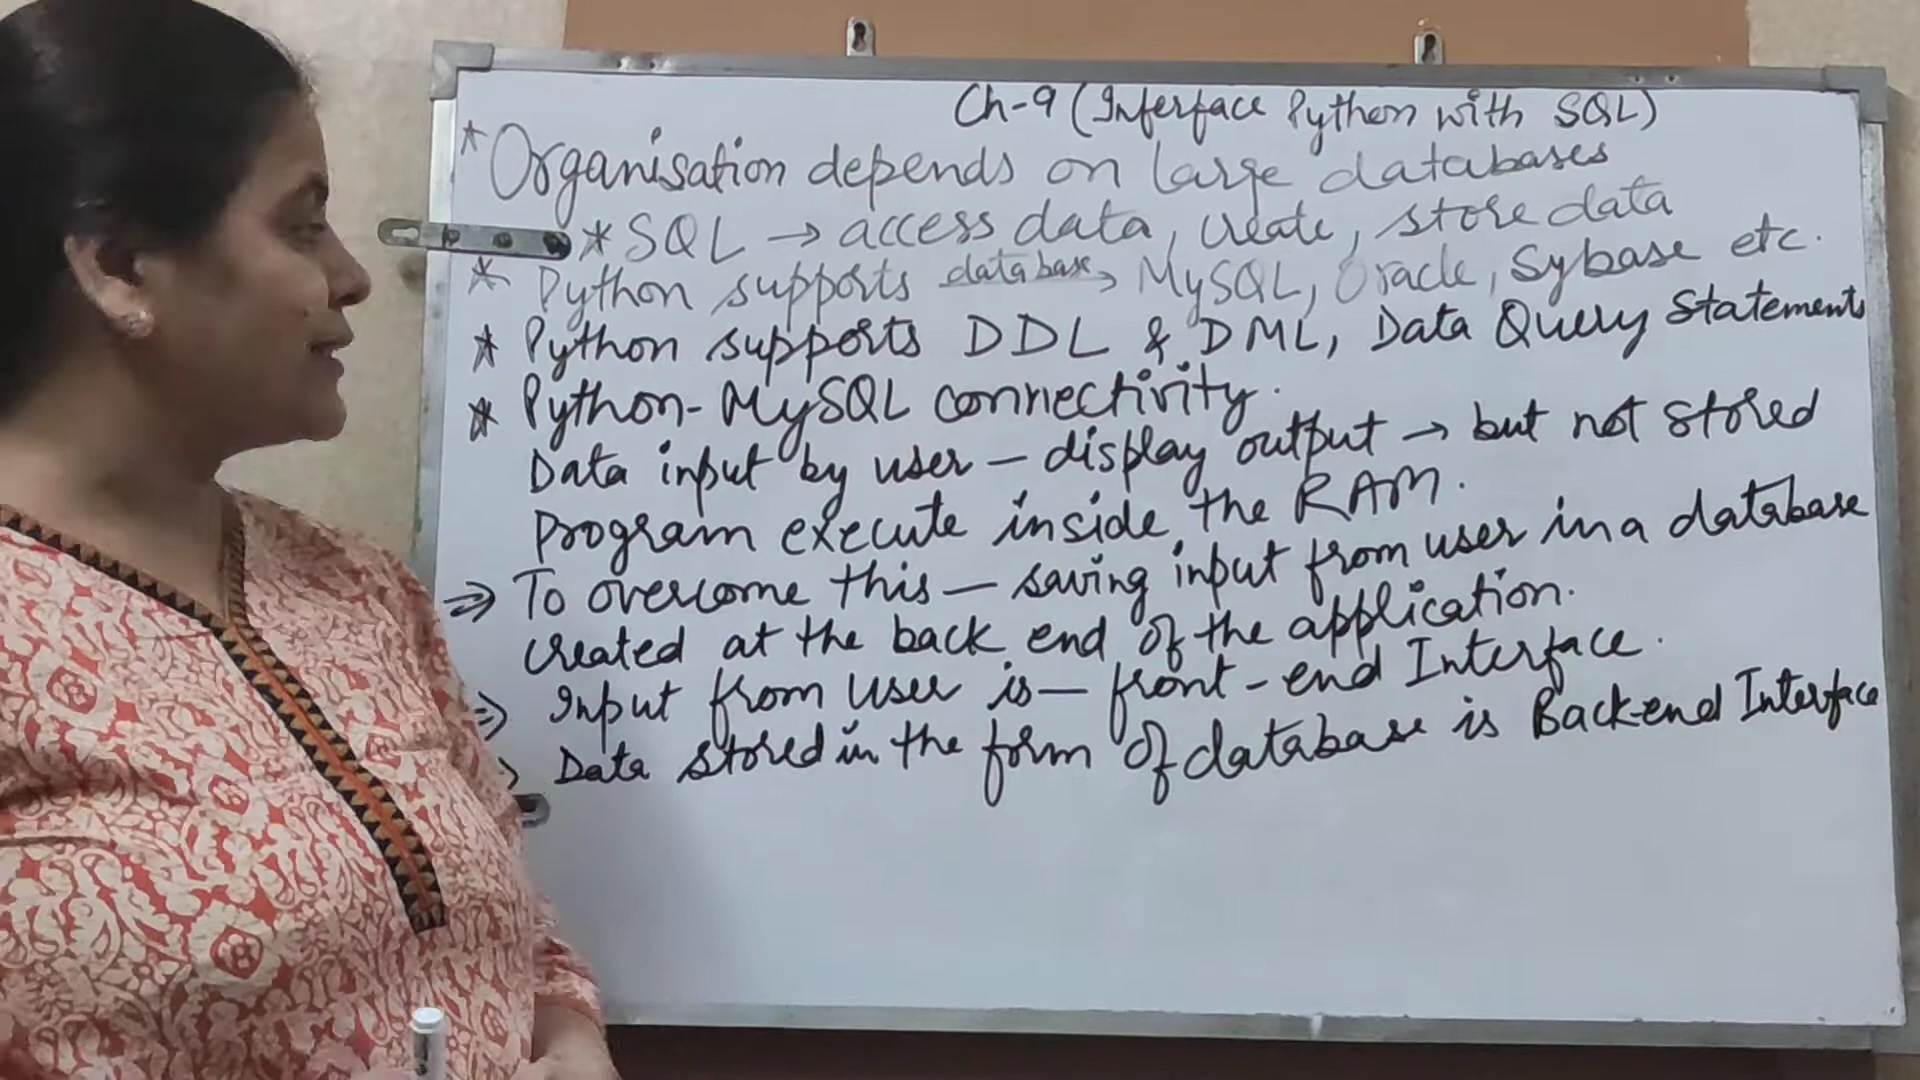 Ch-9 (Interface Python with SQL)
* Organisation depends on large databases
* SQL → access data, create, store data
* Python supports database, MySQL, Oracle, Sybase etc.
* Python supports DDL & DML, Data Query Statements
* Python-MySQL connectivity.
Data input by user – display output → but not stored
program execute inside the RAM.
⇒ To overcome this – saving input from user in a database
created at the back end of the application.
⇒ Input from user is – front-end Interface.
⇒ Data stored in the form of database is Back-end Interface